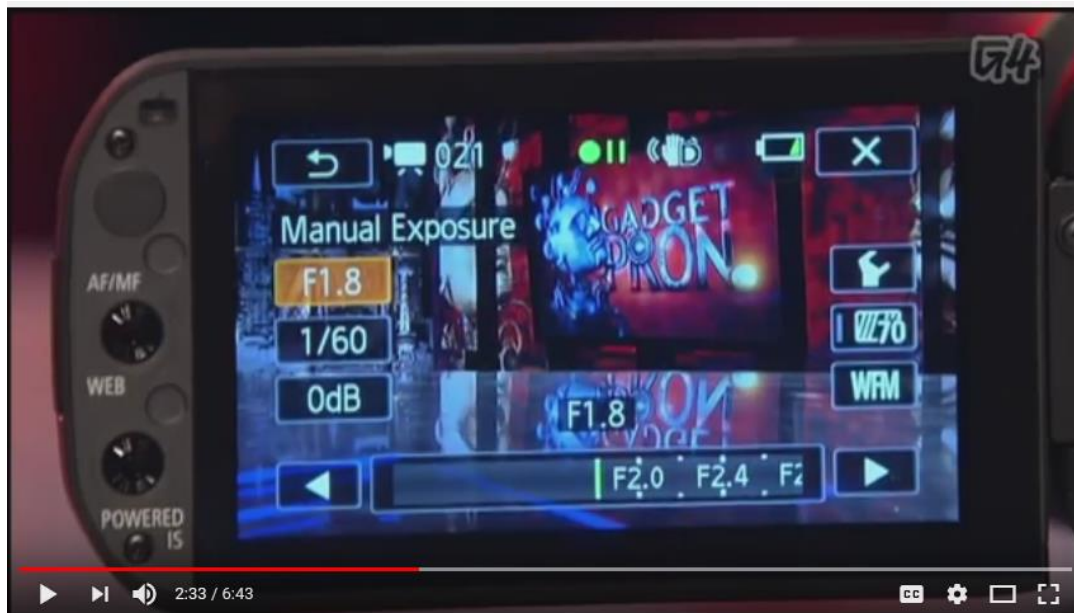 G4
021
Manual Exposure
GADGET
PRON
F1.8
AF/MF
1/60
70
WEB
0dB
WFM
F1.8
F2.0 F2.4
POWERED
IS
2:33 / 6:43
CC